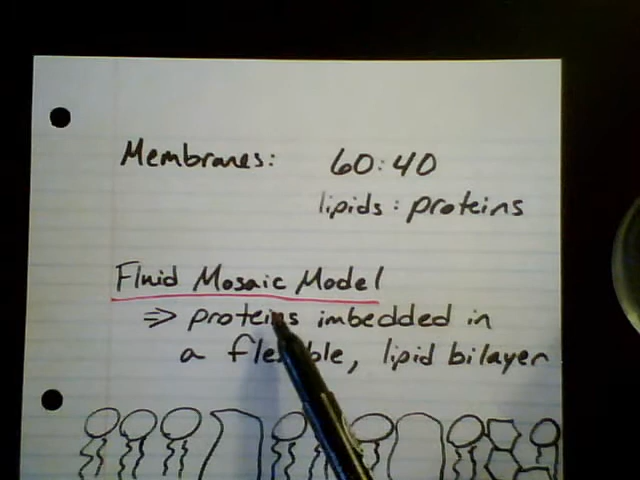 Membranes: 60:40
lipids: proteins
Fluid Mosaic Model
⇒ proteins imbedded in
a flexible, lipid bilayer